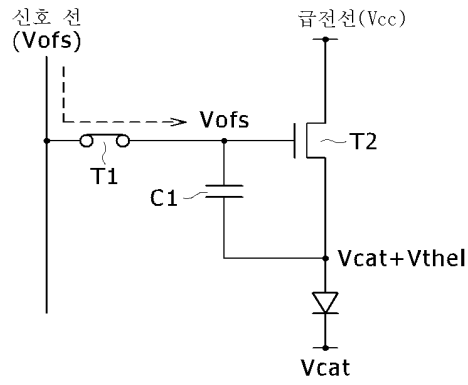 신호 선
(Vofs)
급전선(Vcc)
Vofs
T2
T1
C1
Vcat+Vthel
Vcat